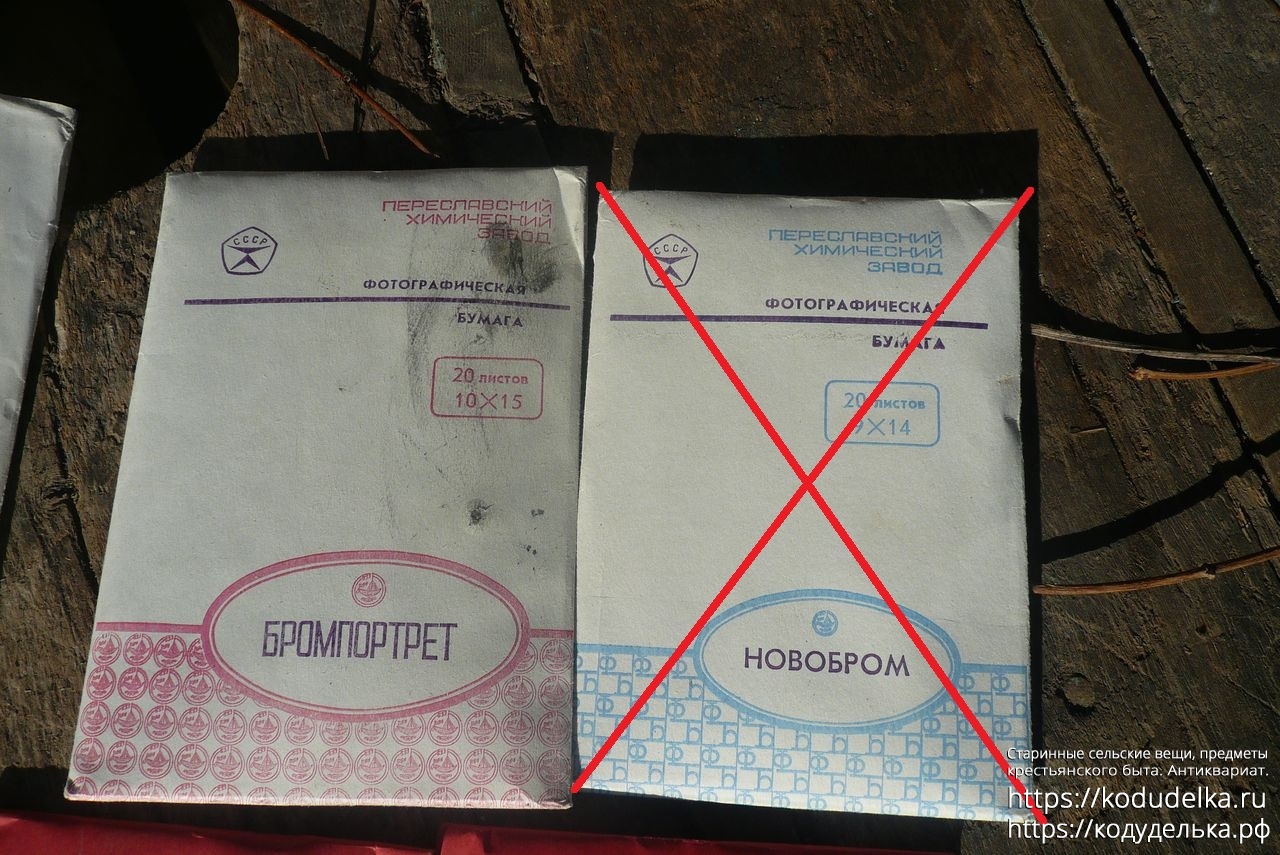 ПЕРЕСЛАВСКИЙ
ХИМИЧЕСКИЙ
ЗАВОД
СССР
ФОТОГРАФИЧЕСКАЯ
БУМАГА
20 листов
10×15
БРОМПОРТРЕТ
ПЕРЕСЛАВСКИЙ
ХИМИЧЕСКИЙ
ЗАВОД
СССР
ФОТОГРАФИЧЕСКАЯ
БУМАГА
20 листов
9×14
НОВОБРОМ
Старинные сельские вещи, предметы
крестьянского быта. Антиквариат.
https://kodudelka.ru
https://кодуделька.рф